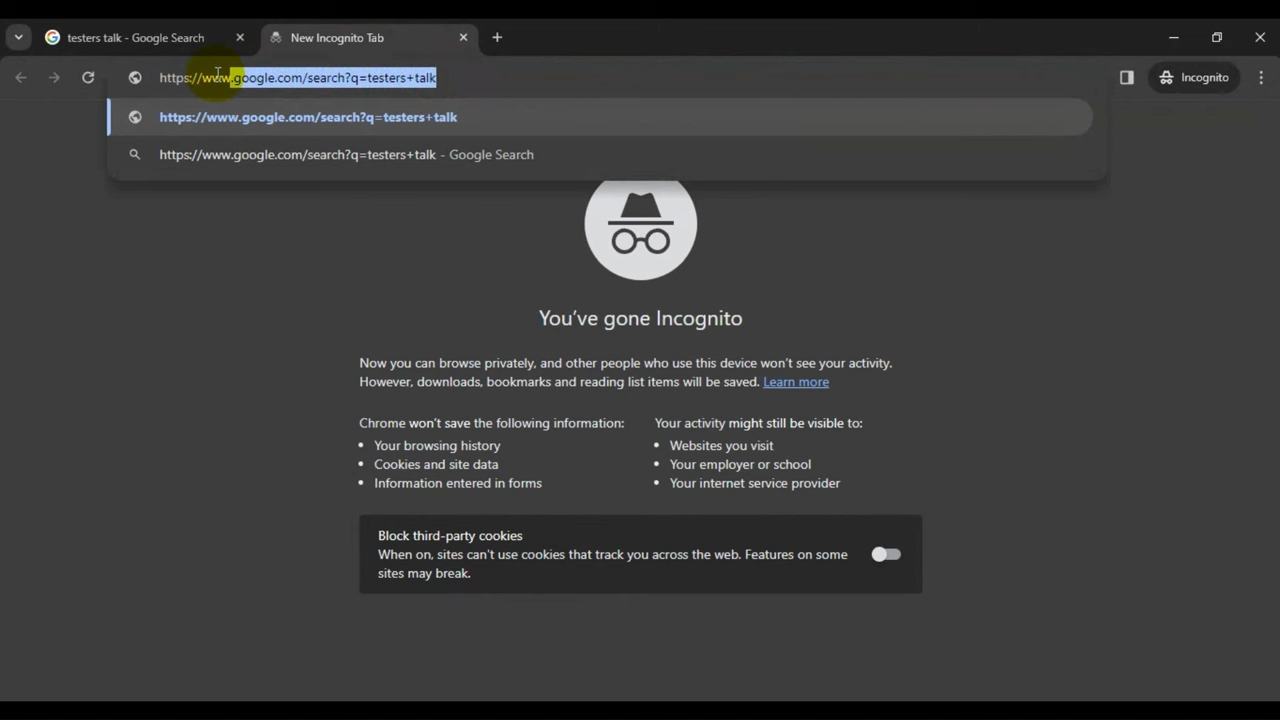 testers talk - Google Search
New Incognito Tab
https://www.google.com/search?q=testers+talk
Incognito
https://www.google.com/search?q=testers+talk
https://www.google.com/search?q=testers+talk - Google Search
You've gone Incognito
Now you can browse privately, and other people who use this device won't see your activity.
However, downloads, bookmarks and reading list items will be saved. Learn more
Chrome won't save the following information:
• Your browsing history
• Cookies and site data
• Information entered in forms
Your activity might still be visible to:
• Websites you visit
• Your employer or school
• Your internet service provider
Block third-party cookies
When on, sites can't use cookies that track you across the web. Features on some
sites may break.